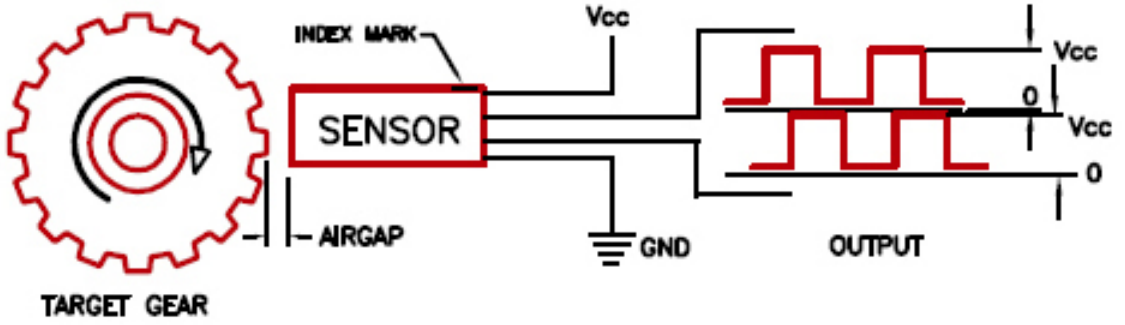 Vcc
INDEX MARK
Vcc
0
SENSOR
Vcc
0
AIRGAP
GND
OUTPUT
TARGET GEAR